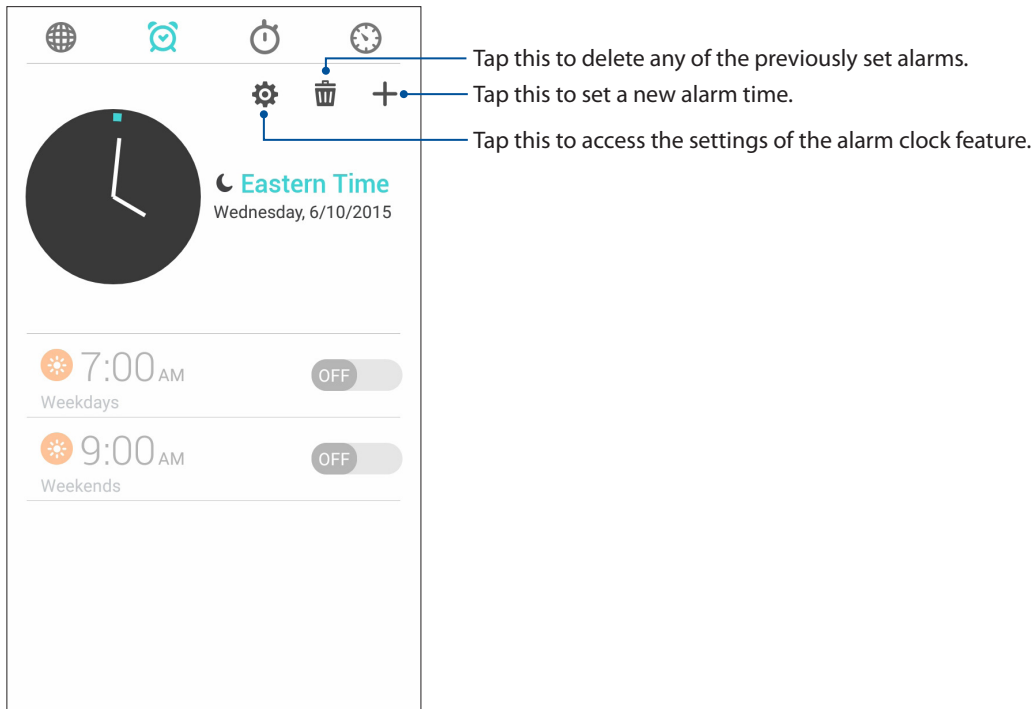 Tap this to delete any of the previously set alarms.
Tap this to set a new alarm time.
Tap this to access the settings of the alarm clock feature.
Eastern Time
Wednesday, 6/10/2015
7:00 AM
OFF
Weekdays
9:00 AM
OFF
Weekends